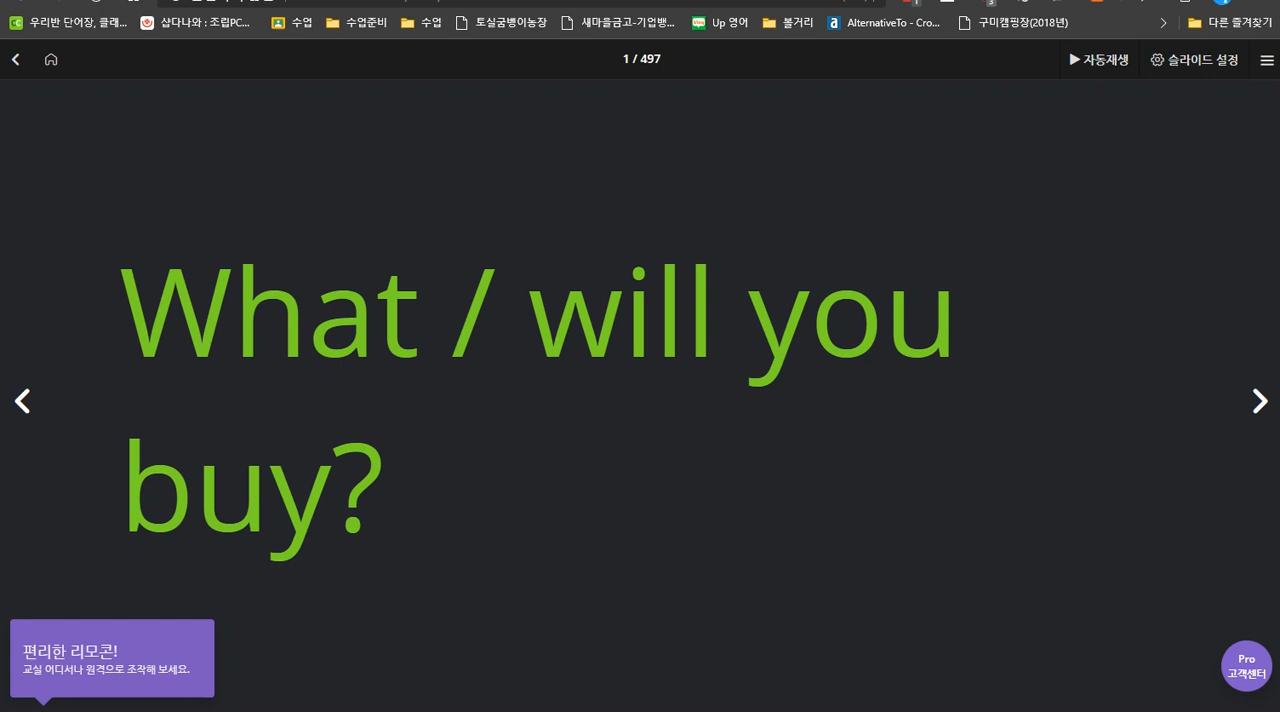 우리반 단어장, 클래... 샵다나와 : 조립PC... 수업 수업준비 수업 토실굼뱅이농장 새마을금고-기업뱅... Up 영어 볼거리 AlternativeTo - Cro... 구미캠핑장(2018년) 다른 즐겨찾기
1 / 497 ▶ 자동재생 슬라이드 설정
What / will you
buy?
편리한 리모콘!
교실 어디서나 원격으로 조작해 보세요.
Pro
고객센터